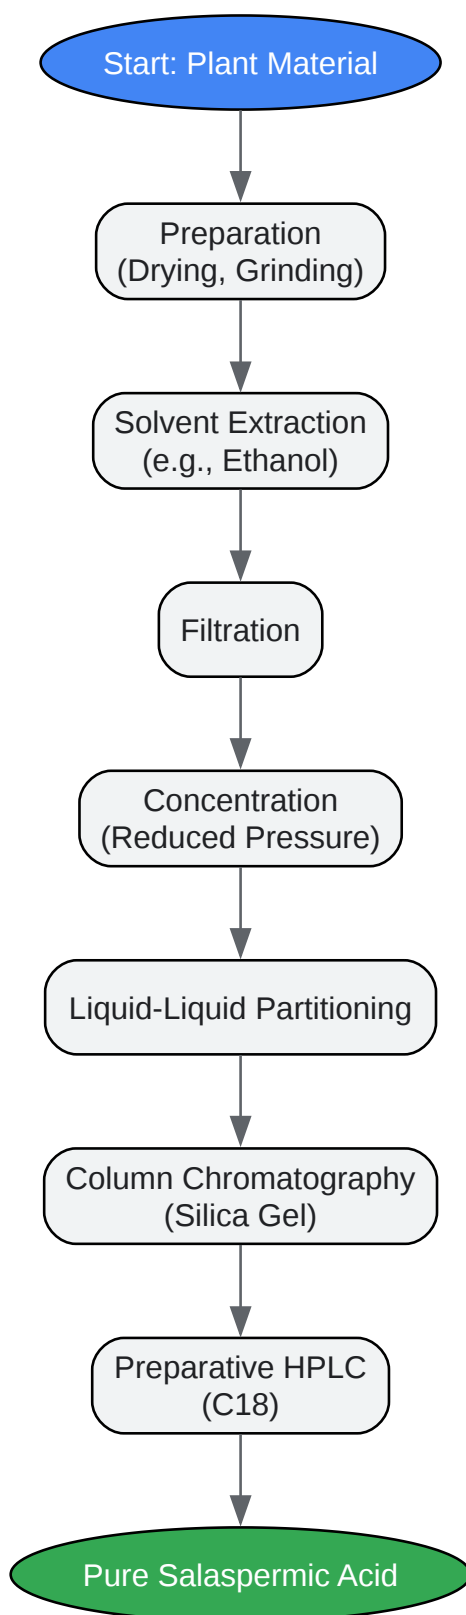 Start: Plant Material
Preparation
(Drying, Grinding)
Solvent Extraction
(e.g., Ethanol)
Filtration
Concentration
(Reduced Pressure)
Liquid-Liquid Partitioning
Column Chromatography
(Silica Gel)
Preparative HPLC
(C18)
Pure Salaspermic Acid